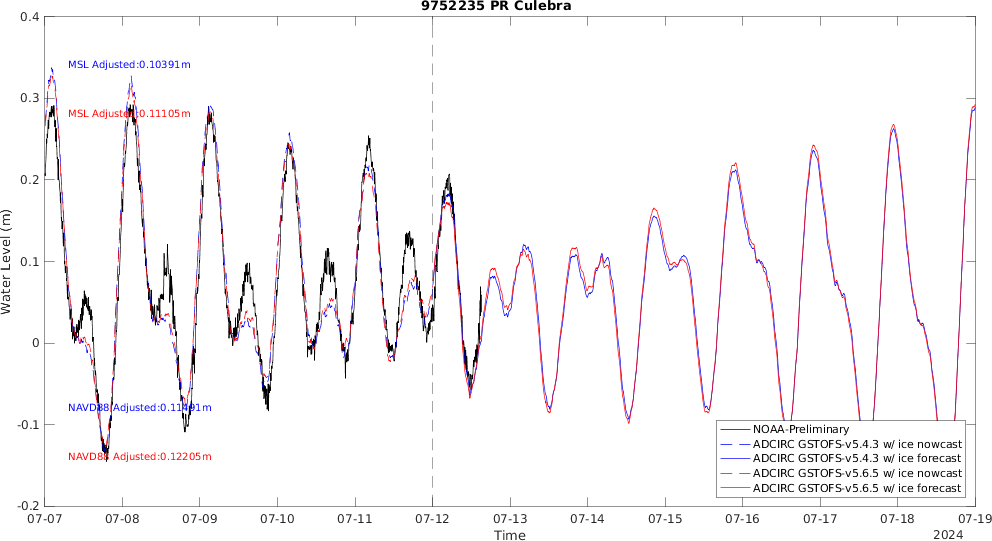 9752235 PR Culebra
0.4
0.3
0.2
0.1
0
-0.1
-0.2
Water Level (m)
MSL Adjusted:0.10391m
MSL Adjusted:0.11105m
NAVD88 Adjusted:0.11491m
NAVD88 Adjusted:0.12205m
NOAA-Preliminary
ADCIRC GSTOFS-v5.4.3 w/ ice nowcast
ADCIRC GSTOFS-v5.4.3 w/ ice forecast
ADCIRC GSTOFS-v5.6.5 w/ ice nowcast
ADCIRC GSTOFS-v5.6.5 w/ ice forecast
07-07 07-08 07-09 07-10 07-11 07-12 07-13 07-14 07-15 07-16 07-17 07-18 07-19
Time
2024